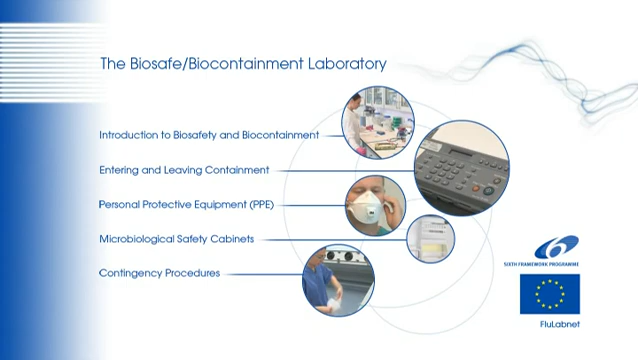 The Biosafe/Biocontainment Laboratory
Introduction to Biosafety and Biocontainment
Entering and Leaving Containment
Personal Protective Equipment (PPE)
Microbiological Safety Cabinets
Contingency Procedures
6
SIXTH FRAMEWORK PROGRAMME
FluLabnet